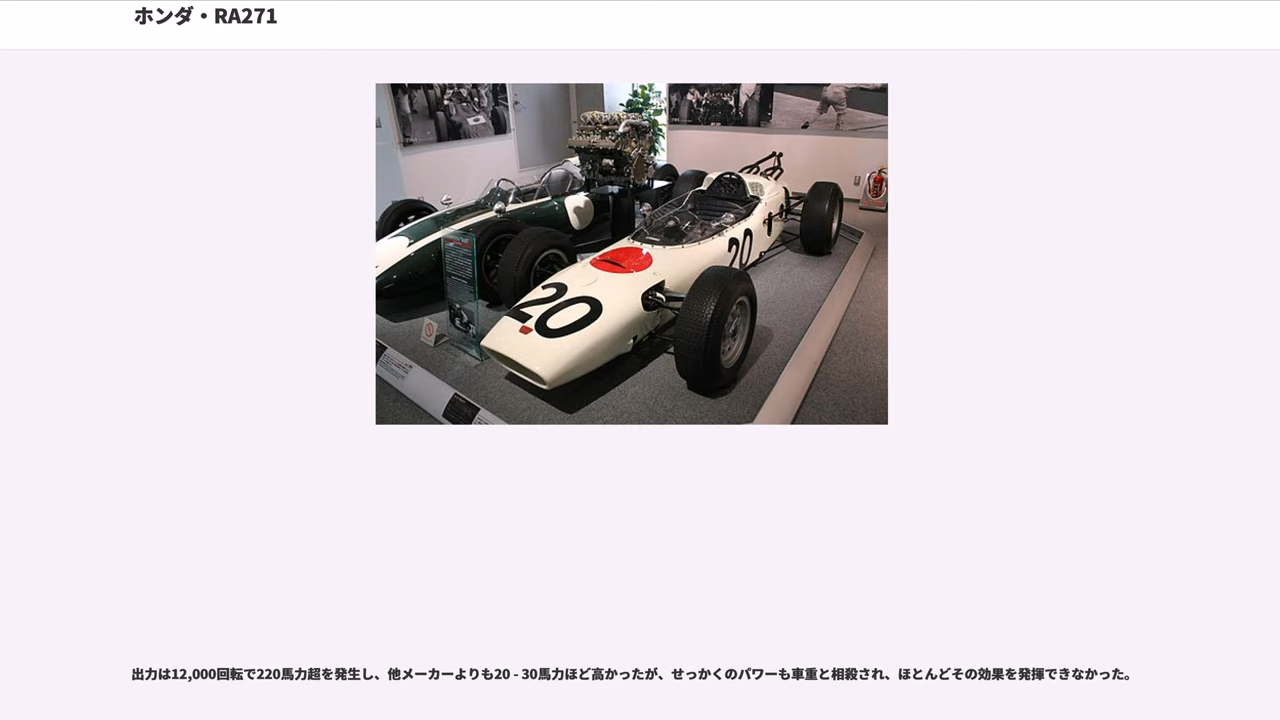 ホンダ・RA271
20
20
出力は12,000回転で220馬力超を発生し、他メーカーよりも20 - 30馬力ほど高かったが、せっかくのパワーも車重と相殺され、ほとんどその効果を発揮できなかった。